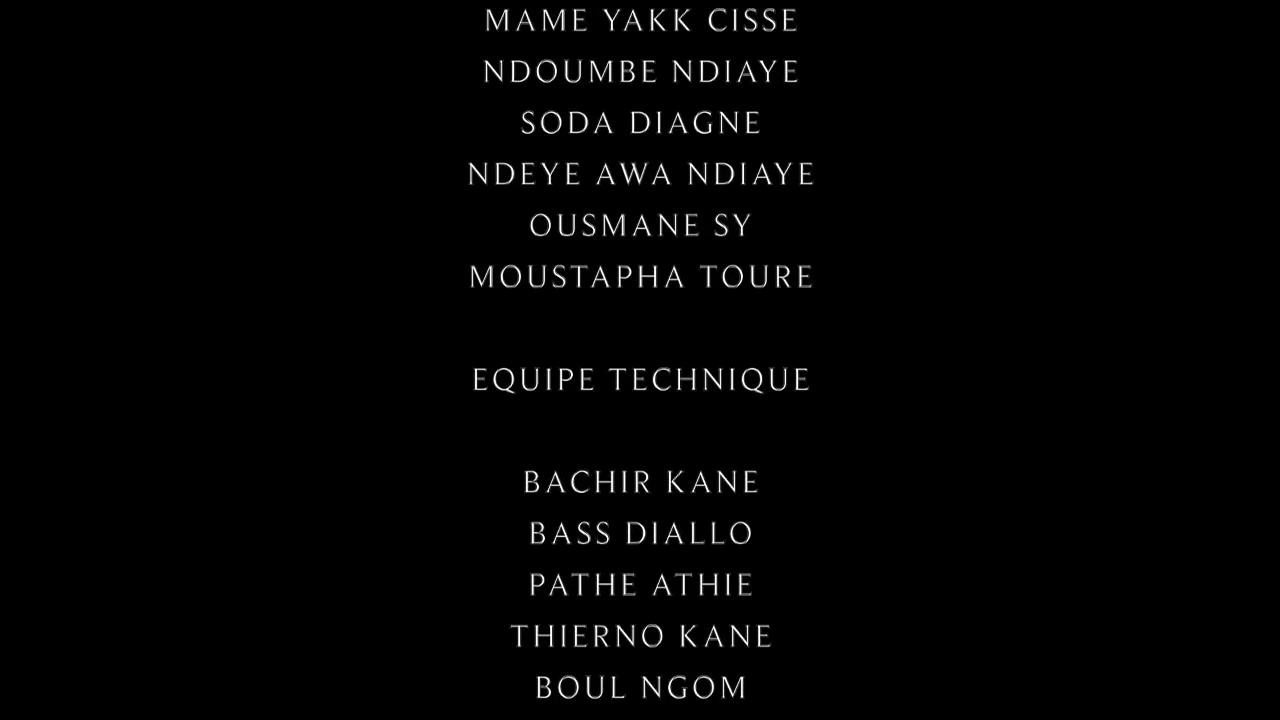 MAME YAKK CISSE
NDOUMBE NDIAYE
SODA DIAGNE
NDEYE AWA NDIAYE
OUSMANE SY
MOUSTAPHA TOURE
EQUIPE TECHNIQUE
BACHIR KANE
BASS DIALLO
PATHE ATHIE
THIERNO KANE
BOUL NGOM